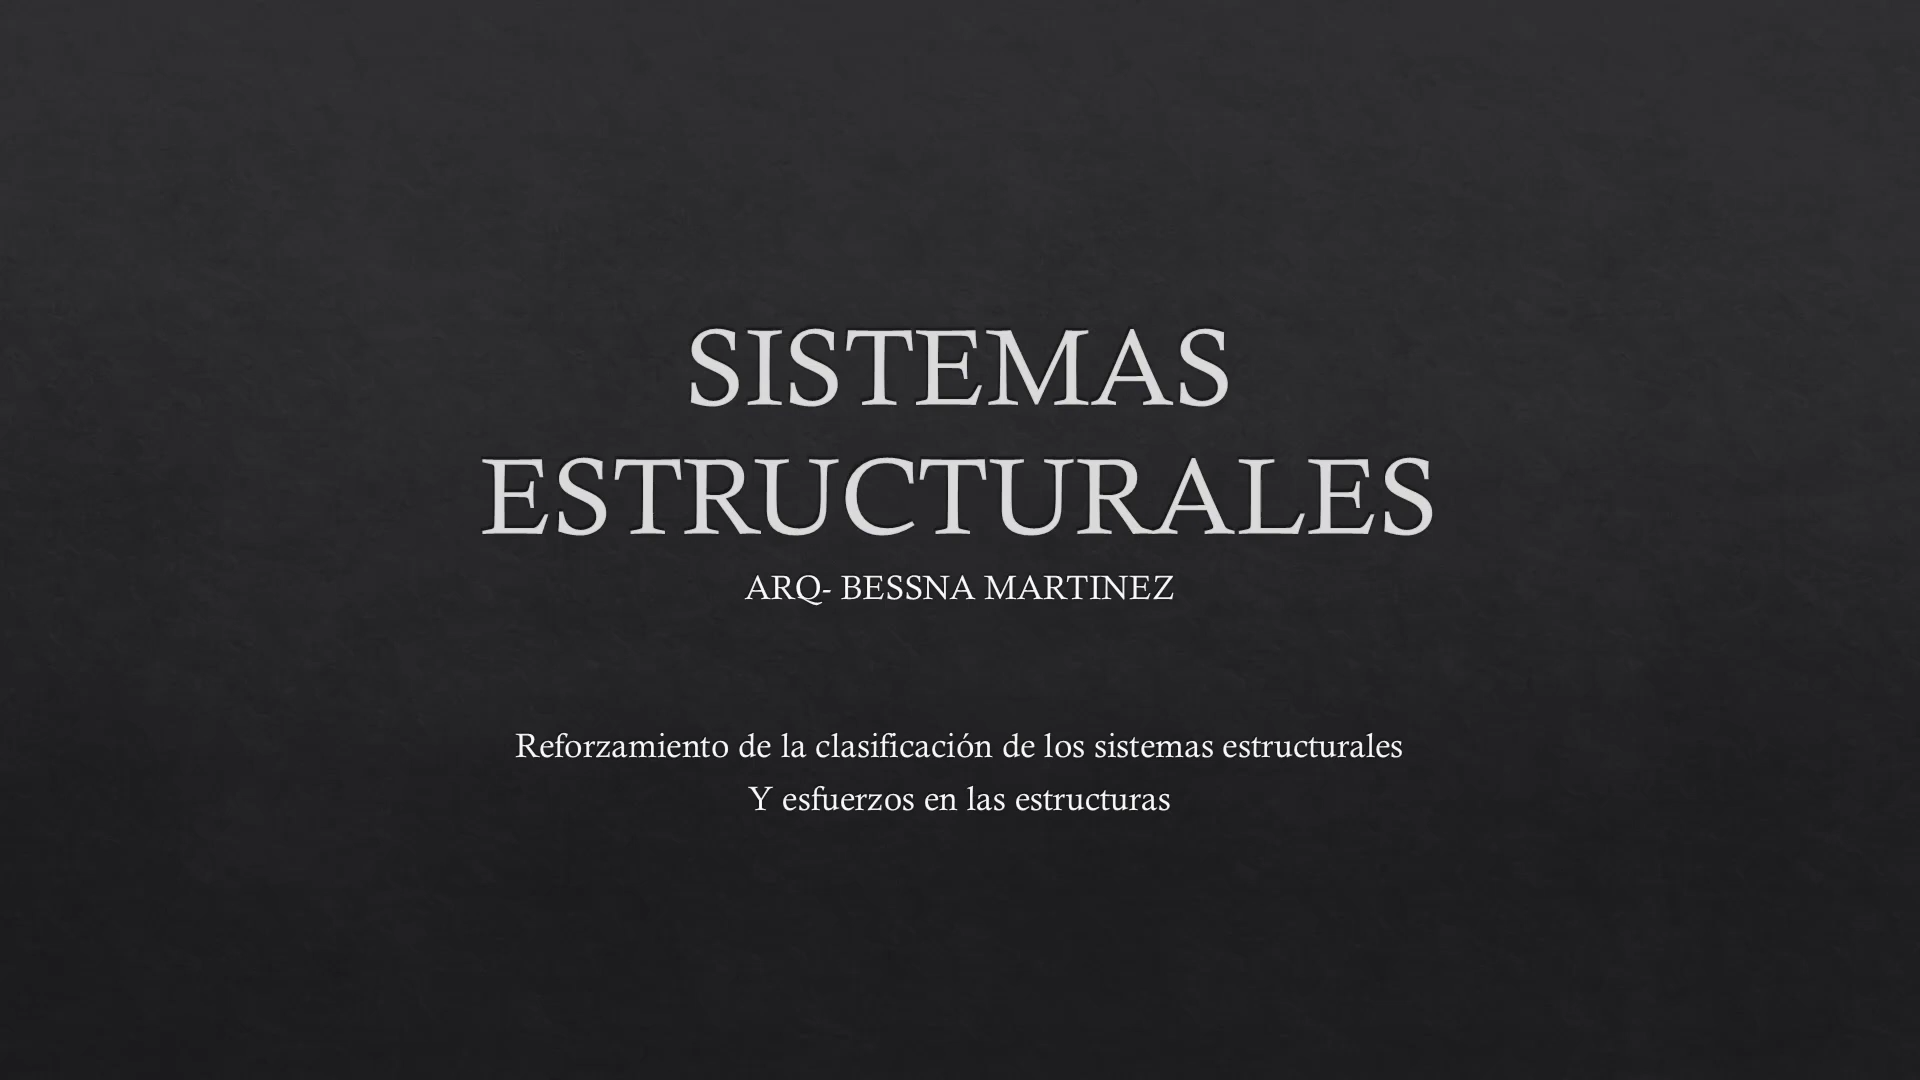 SISTEMAS
ESTRUCTURALES
ARQ- BESSNA MARTINEZ
Reforzamiento de la clasificación de los sistemas estructurales
Y esfuerzos en las estructuras